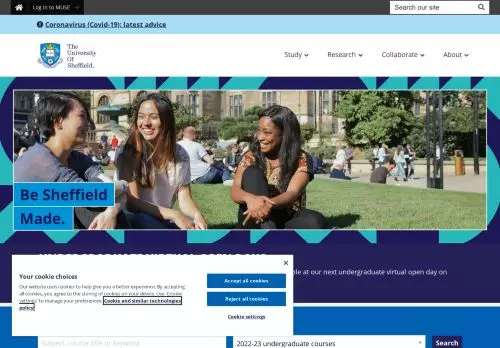 Log in to MUSE
Search our site
Coronavirus (Covid-19): latest advice
The
University
Of
Sheffield.
Study
Research
Collaborate
About
Be Sheffield
Made.
le at our next undergraduate virtual open day on
Your cookie choices
Our website uses cookies to help give you a better experience. By accepting
all cookies, you agree to the storing of cookies on your device. Use 'Cookie
settings' to manage your preferences. Cookie and similar technologies
policy
Accept all cookies
Reject all cookies
Cookie settings
Subject, course title or keyword
2022-23 undergraduate courses
Search